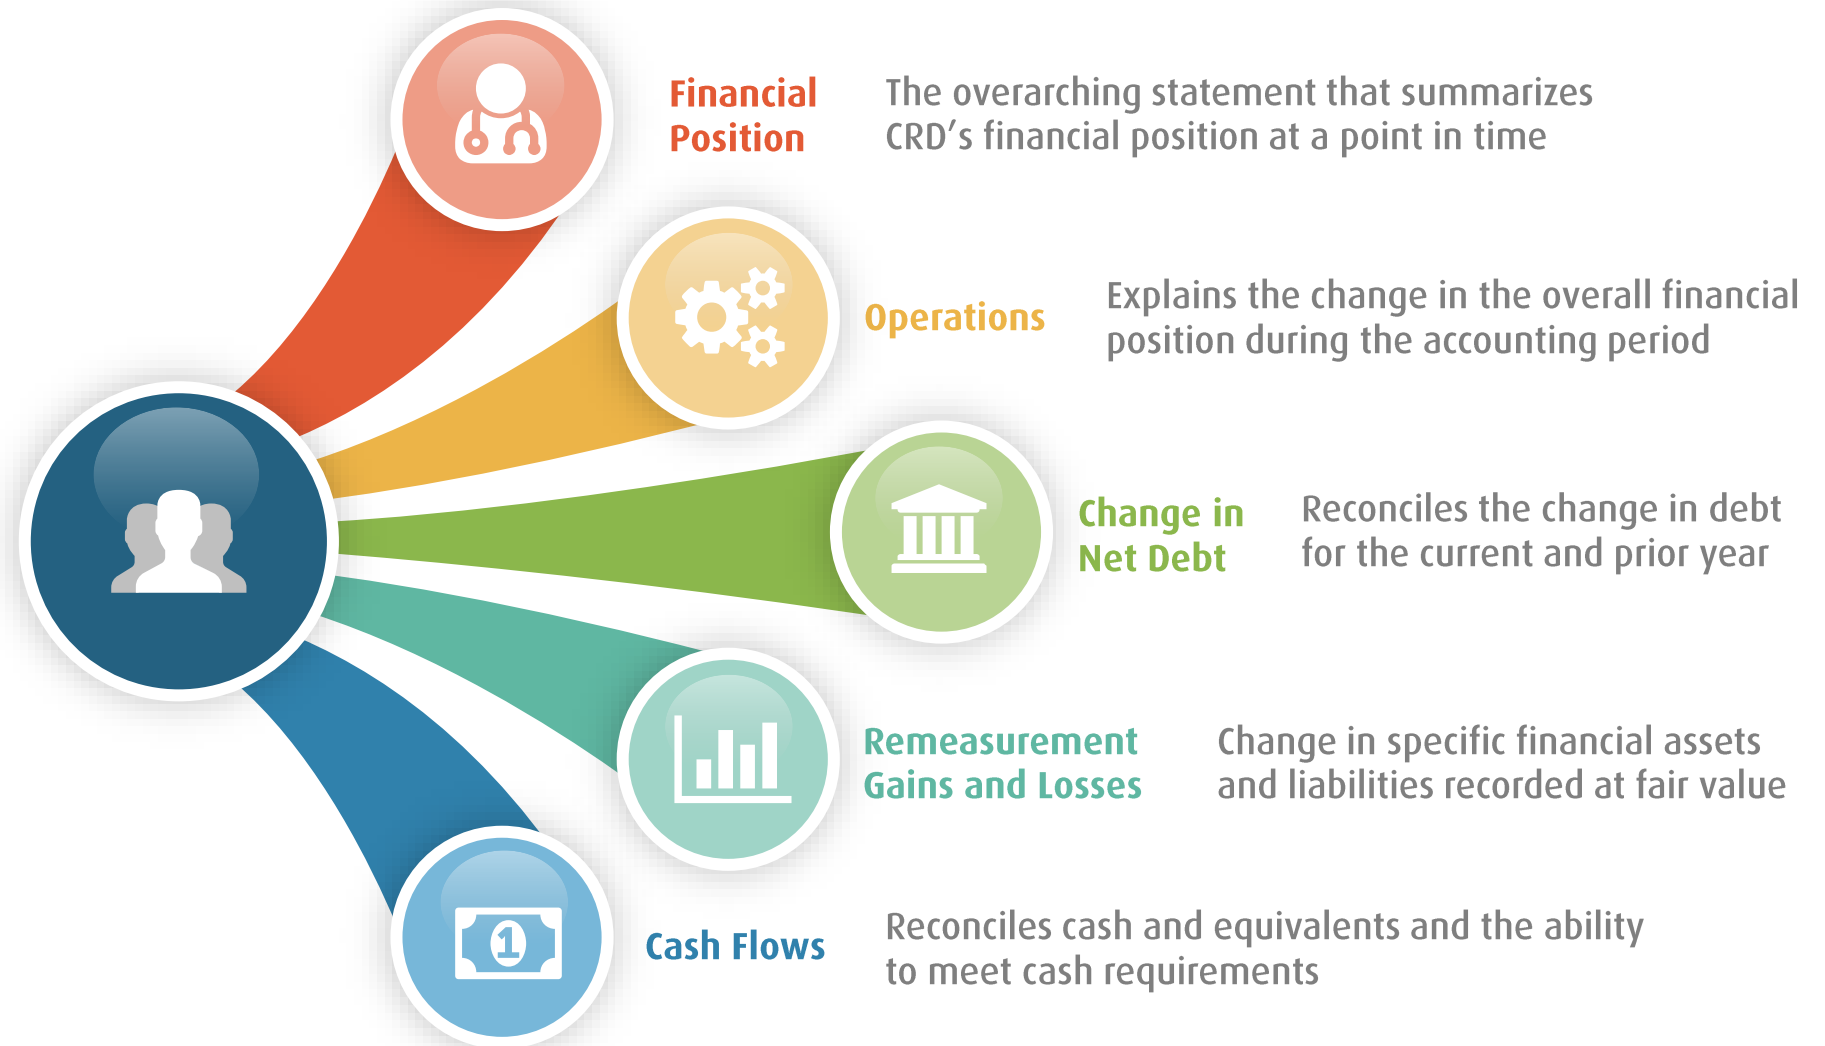 Financial
Position
The overarching statement that summarizes
CRD's financial position at a point in time
Operations
Explains the change in the overall financial
position during the accounting period
Change in
Net Debt
Reconciles the change in debt
for the current and prior year
Remeasurement
Gains and Losses
Change in specific financial assets
and liabilities recorded at fair value
1
Cash Flows
Reconciles cash and equivalents and the ability
to meet cash requirements